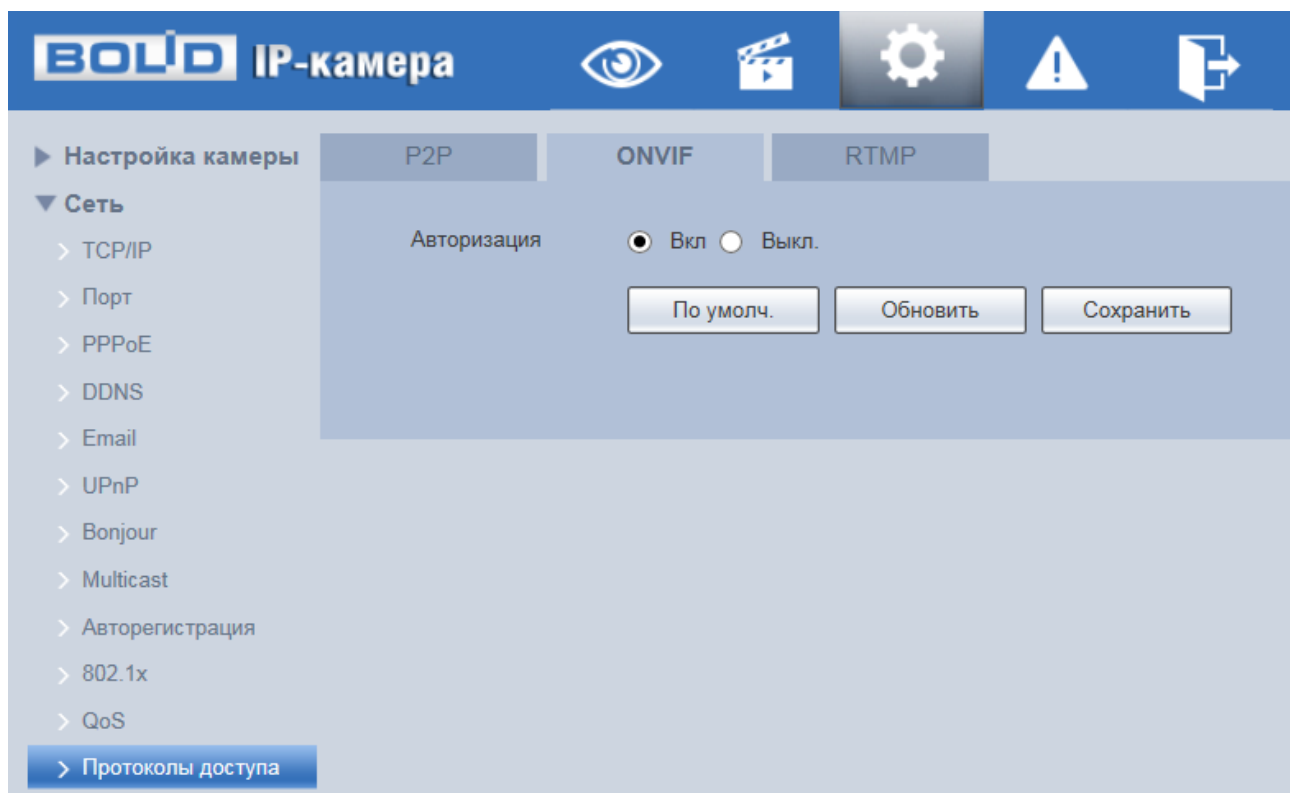 BOLID IP-камера
Настройка камеры
Сеть
TCP/IP
Порт
PPPoE
DDNS
Email
UPnP
Bonjour
Multicast
Авторегистрация
802.1x
QoS
Протоколы доступа
P2P ONVIF RTMP
Авторизация Вкл Выкл.
По умолч. Обновить Сохранить